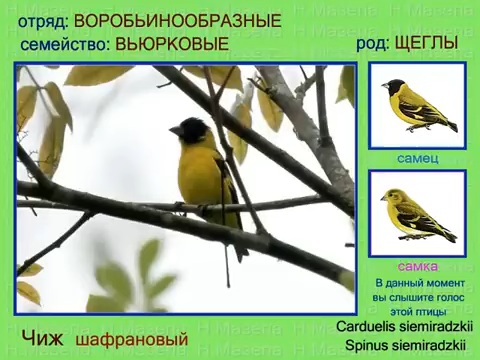 отряд: ВОРОБЬИНООБРАЗНЫЕ
семейство: ВЬЮРКОВЫЕ
род: ЩЕГЛЫ
самец
самка
В данный момент
вы слышите голос
этой птицы
Чиж шафрановый
Carduelis siemiradzkii
Spinus siemiradzkii